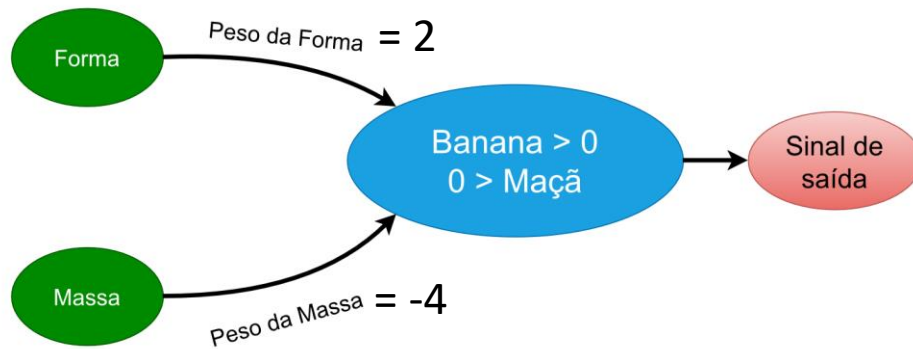 Forma
Peso da Forma = 2
Banana > 0
0 > Maçã
Sinal de
saída
Massa
Peso da Massa = -4